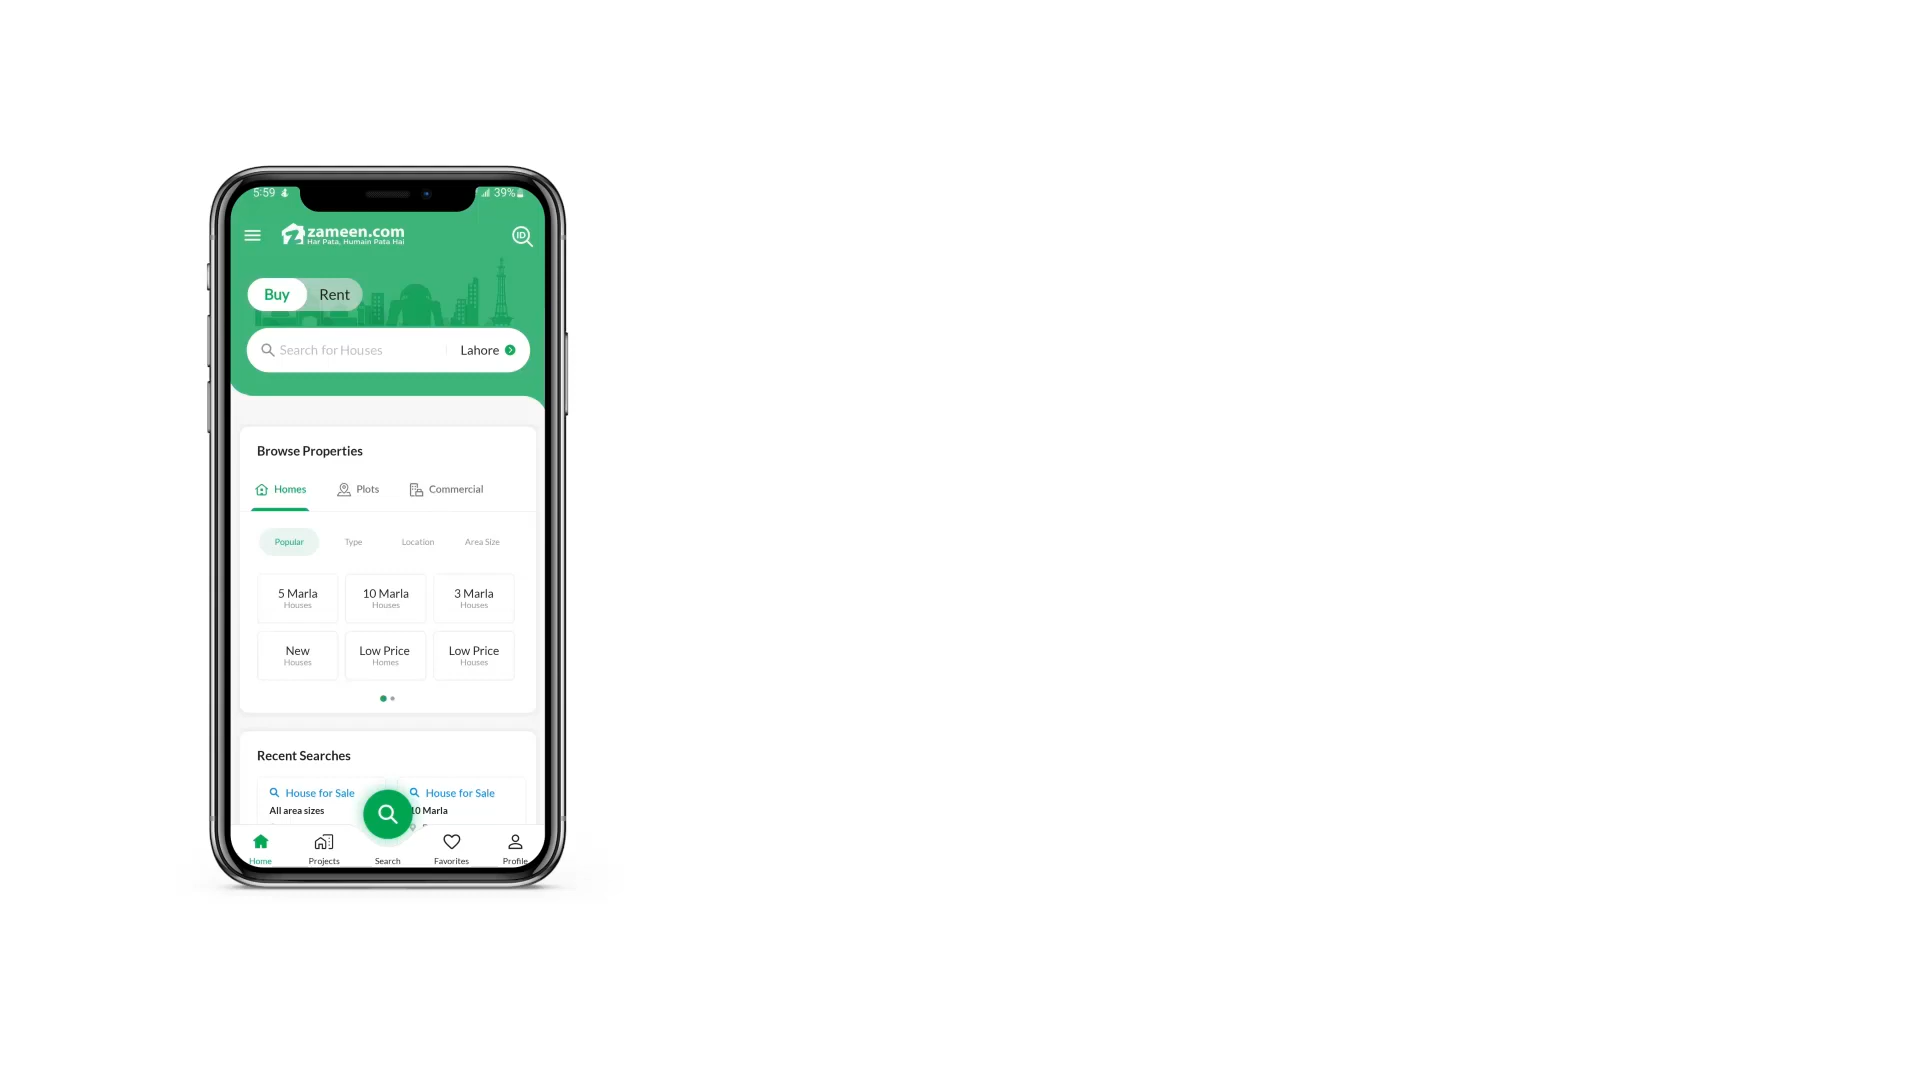 5:59
39%
zameen.com
Har Pata, Humain Pata Hai
ID
Buy Rent
Search for Houses Lahore
Browse Properties
Homes Plots Commercial
Popular Type Location Area Size
5 Marla 10 Marla 3 Marla
Houses Houses Houses
New Low Price Low Price
Houses Homes Houses
Recent Searches
House for Sale House for Sale
All area sizes 10 Marla
Home Projects Search Favorites Profile